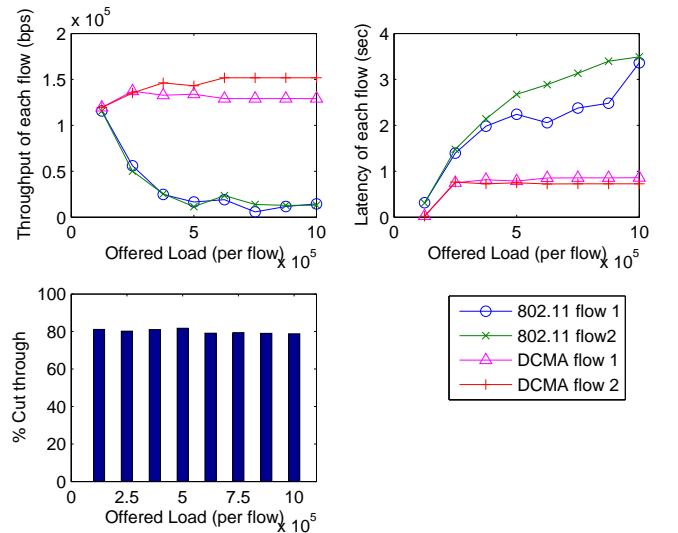 x 10^5
Throughput of each flow (bps)
2
1.5
1
0.5
0
0 5 10
Offered Load (per flow)
x 10^5
Latency of each flow (sec)
4
3
2
1
0
0 5 10
Offered Load (per flow)
x 10^5
% Cut through
100
80
60
40
20
0
0 2.5 5 7.5 10
Offered Load (per flow)
x 10^5
802.11 flow 1
802.11 flow2
DCMA flow 1
DCMA flow 2